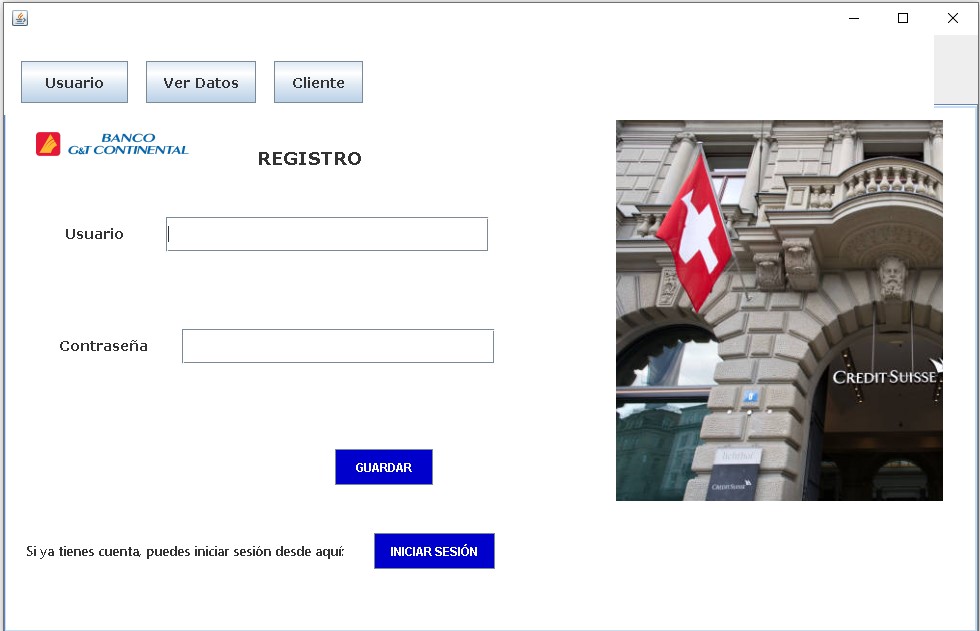 Usuario
Ver Datos
Cliente
BANCO
G&T CONTINENTAL
REGISTRO
Usuario
Contraseña
GUARDAR
Si ya tienes cuenta, puedes iniciar sesión desde aquí:
INICIAR SESIÓN
CREDIT SUISSE
CREDIT SUISSE